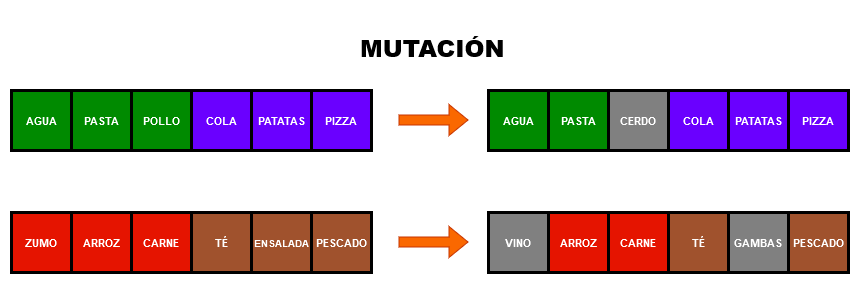 MUTACIÓN
AGUA PASTA POLLO COLA PATATAS PIZZA AGUA PASTA CERDO COLA PATATAS PIZZA
ZUMO ARROZ CARNE TÉ ENSALADA PESCADO VINO ARROZ CARNE TÉ GAMBAS PESCADO